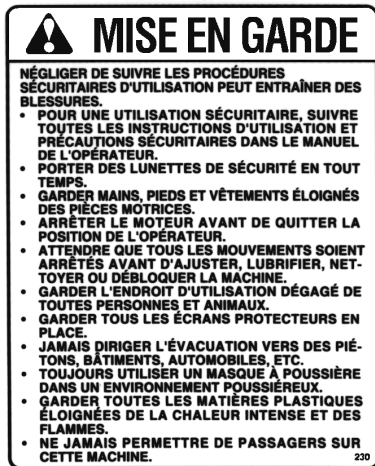 MISE EN GARDE
NÉGLIGER DE SUIVRE LES PROCÉDURES
SÉCURITAIRES D'UTILISATION PEUT ENTRAÎNER DES
BLESSURES.
• POUR UNE UTILISATION SÉCURITAIRE, SUIVRE
TOUTES LES INSTRUCTIONS D'UTILISATION ET
PRÉCAUTIONS SÉCURITAIRES DANS LE MANUEL
DE L'OPÉRATEUR.
• PORTER DES LUNETTES DE SÉCURITÉ EN TOUT
TEMPS.
• GARDER MAINS, PIEDS ET VÊTEMENTS ÉLOIGNÉS
DES PIÈCES MOTRICES.
• ARRÊTER LE MOTEUR AVANT DE QUITTER LA
POSITION DE L'OPÉRATEUR.
• ATTENDRE QUE TOUS LES MOUVEMENTS SOIENT
ARRÊTÉS AVANT D'AJUSTER, LUBRIFIER, NET-
TOYER OU DÉBLOQUER LA MACHINE.
• GARDER L'ENDROIT D'UTILISATION DÉGAGÉ DE
TOUTES PERSONNES ET ANIMAUX.
• GARDER TOUS LES ÉCRANS PROTECTEURS EN
PLACE.
• JAMAIS DIRIGER L'ÉVACUATION VERS DES PIÉ-
TONS, BÂTIMENTS, AUTOMOBILES, ETC.
• TOUJOURS UTILISER UN MASQUE À POUSSIÈRE
DANS UN ENVIRONNEMENT POUSSIÉREUX.
• GARDER TOUTES LES MATIÈRES PLASTIQUES
ÉLOIGNÉES DE LA CHALEUR INTENSE ET DES
FLAMMES.
• NE JAMAIS PERMETTRE DE PASSAGERS SUR
CETTE MACHINE. 230